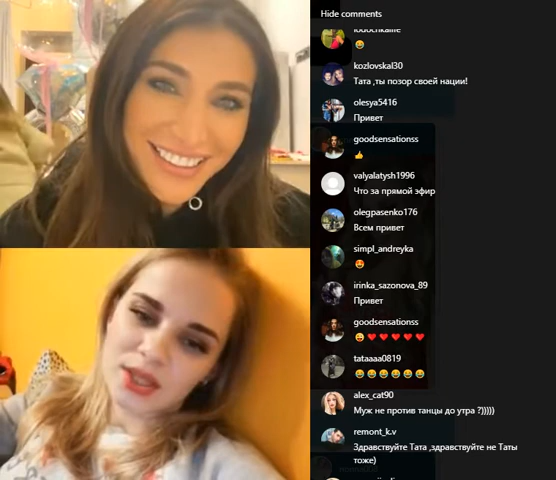 Hide comments
kozlovskal30
Тата ,ты позор своей нации!
olesya5416
Привет
goodsensationss
👍
valyalatysh1996
Что за прямой эфир
olegpasenko176
Всем привет
simpl_andreyka
😍
irinka_sazonova_89
Привет
goodsensationss
😀❤️❤️❤️❤️❤️
tataaaa0819
😂😂😂😂😂😂
alex_cat90
Муж не против танцы до утра ?)))))
remont_k.v
Здравствуйте Тата ,здравствуйте не Таты
тоже)